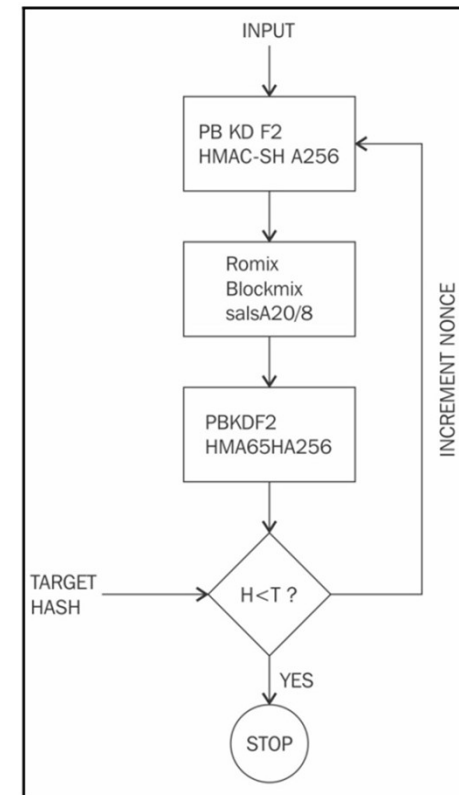 INPUT
PB KD F2
HMAC-SH A256
Romix
Blockmix
salsA20/8
PBKDF2
HMA65HA256
INCREMENT NONCE
TARGET
HASH
H<T ?
YES
STOP